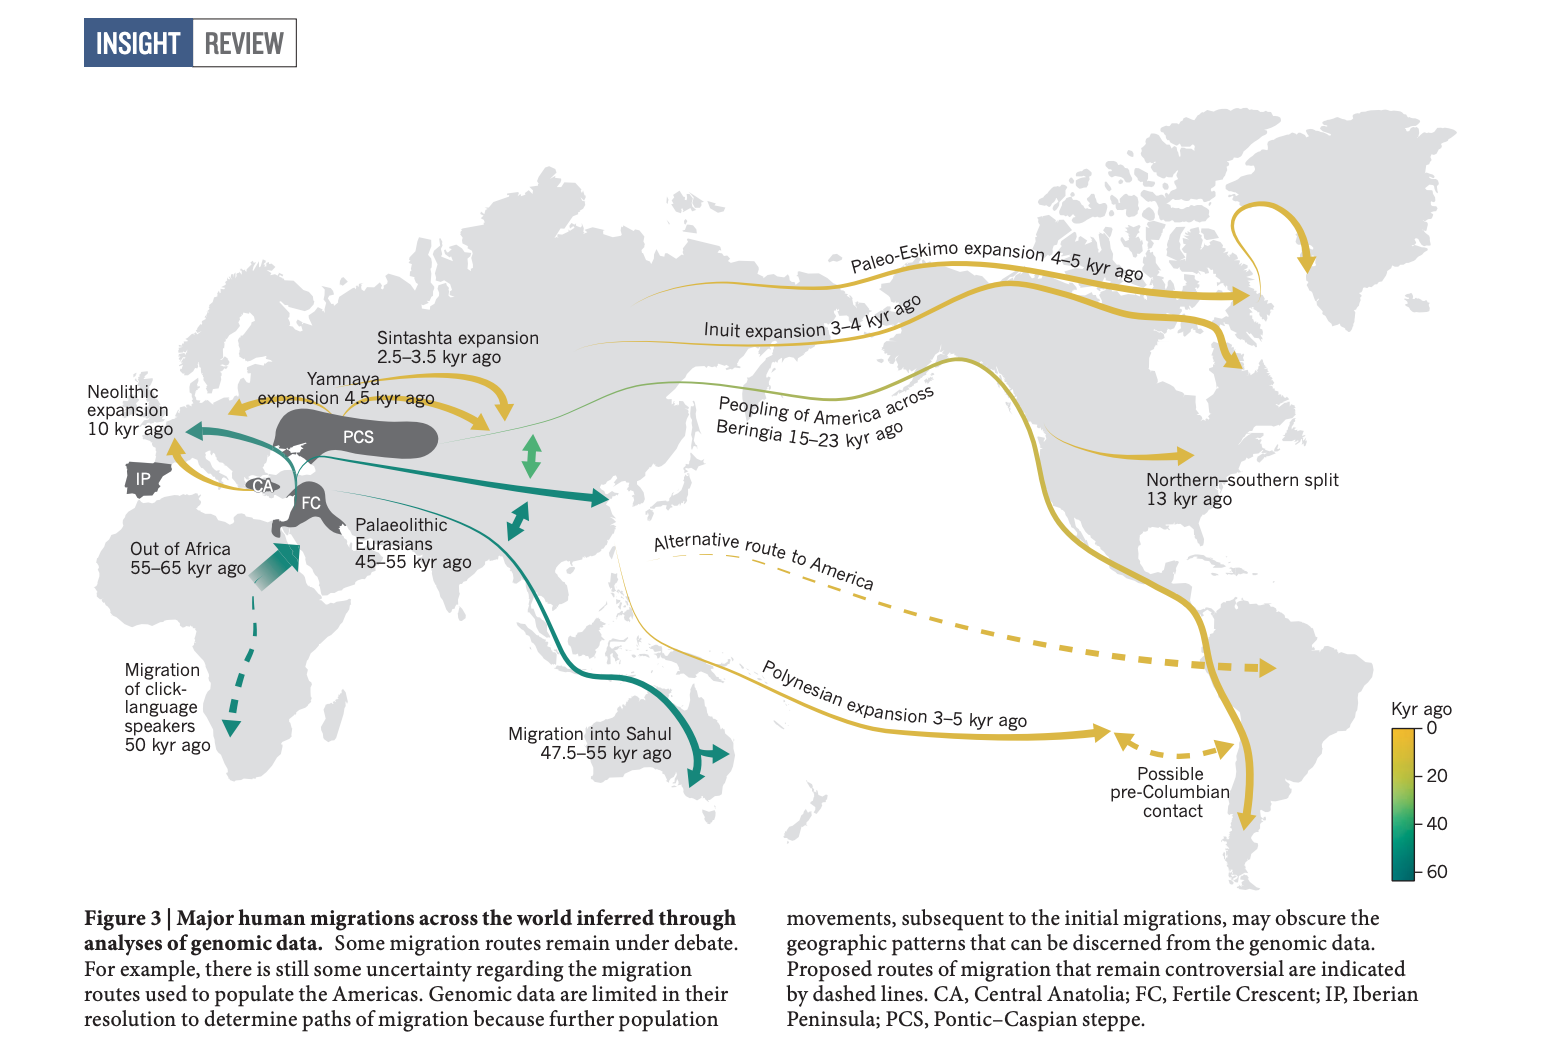 INSIGHT REVIEW
Paleo-Eskimo expansion 4–5 kyr ago
Inuit expansion 3–4 kyr ago
Sintashta expansion
2.5–3.5 kyr ago
Yamnaya
expansion 4.5 kyr ago
Neolithic
expansion
10 kyr ago
PCS
Peopling of America across
Beringia 15–23 kyr ago
IP
CA
FC
Northern–southern split
13 kyr ago
Palaeolithic
Eurasians
45–55 kyr ago
Out of Africa
55–65 kyr ago
Alternative route to America
Migration
of click-
language
speakers
50 kyr ago
Polynesian expansion 3–5 kyr ago
Migration into Sahul
47.5–55 kyr ago
Possible
pre-Columbian
contact
Kyr ago
0
20
40
60
Figure 3 | Major human migrations across the world inferred through
analyses of genomic data. Some migration routes remain under debate.
For example, there is still some uncertainty regarding the migration
routes used to populate the Americas. Genomic data are limited in their
resolution to determine paths of migration because further population
movements, subsequent to the initial migrations, may obscure the
geographic patterns that can be discerned from the genomic data.
Proposed routes of migration that remain controversial are indicated
by dashed lines. CA, Central Anatolia; FC, Fertile Crescent; IP, Iberian
Peninsula; PCS, Pontic–Caspian steppe.